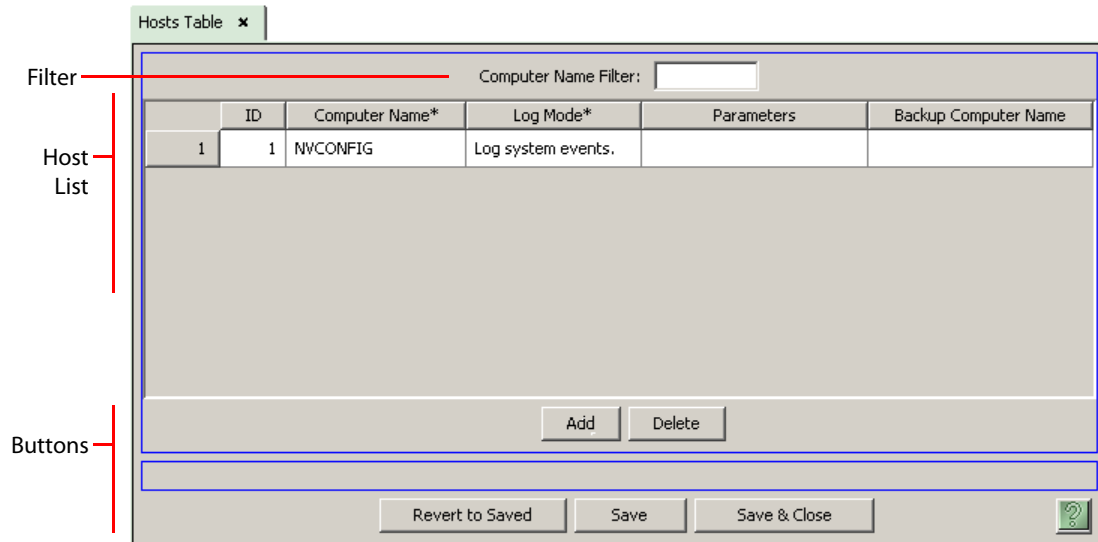 Hosts Table ×
Filter
Computer Name Filter:
ID Computer Name* Log Mode* Parameters Backup Computer Name
1 1 NVCONFIG Log system events.
Host
List
Add Delete
Buttons
Revert to Saved Save Save & Close ?